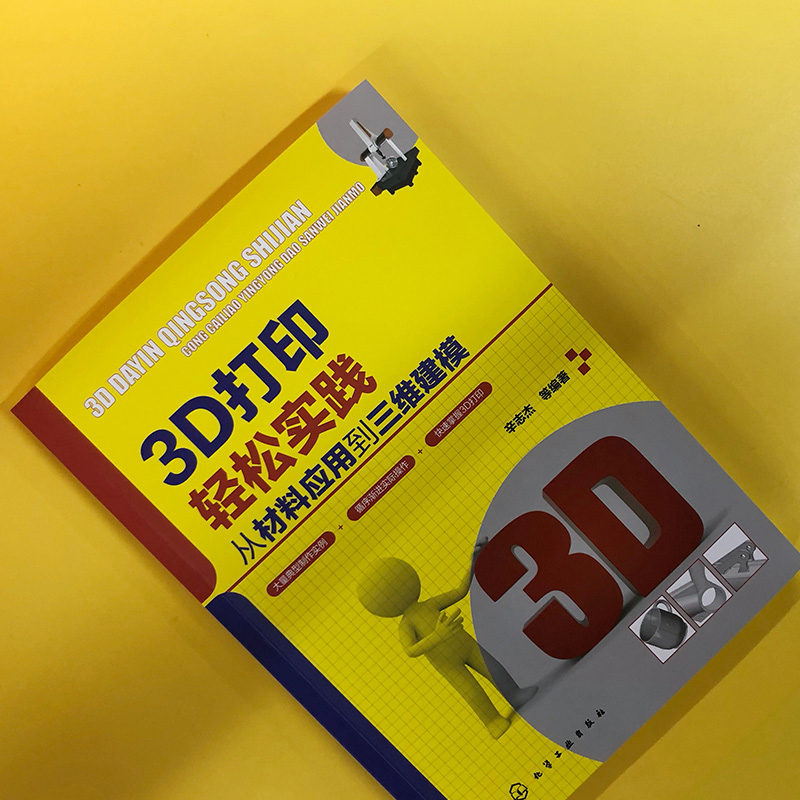 3D DAYIN QINGSONG SHIJIAN
CONG CAILIAO YINGYONG DAO SANWEI JIANMO
3D打印
轻松实践
从材料应用到三维建模
大量典型制作实例 + 循序渐进实际操作 + 快速掌握3D打印
辛志杰 等编著
3D
化学工业出版社